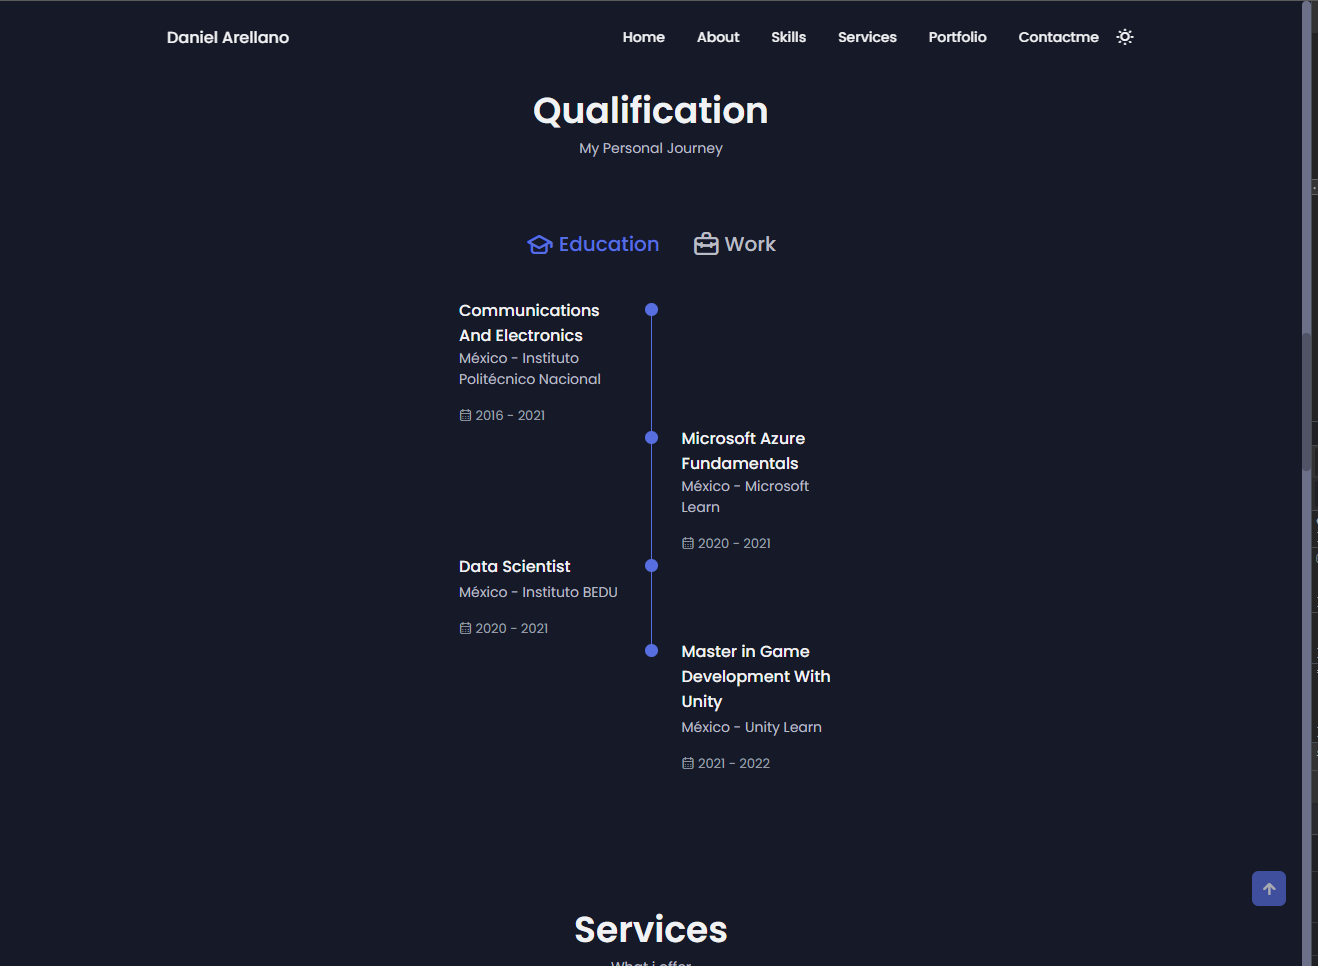 Daniel Arellano
Home About Skills Services Portfolio Contactme
Qualification
My Personal Journey
Education Work
Communications
And Electronics
México - Instituto
Politécnico Nacional
2016 - 2021
Microsoft Azure
Fundamentals
México - Microsoft
Learn
2020 - 2021
Data Scientist
México - Instituto BEDU
2020 - 2021
Master in Game
Development With
Unity
México - Unity Learn
2021 - 2022
Services
What i offer